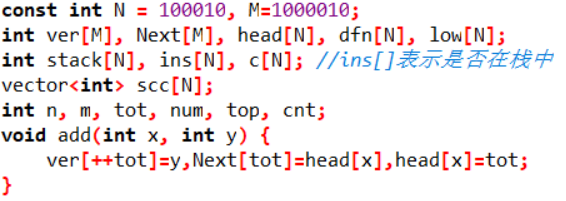 const int N = 100010, M=1000010;
int ver[M], Next[M], head[N], dfn[N], low[N];
int stack[N], ins[N], c[N]; //ins[]表示是否在栈中
vector<int> scc[N];
int n, m, tot, num, top, cnt;
void add(int x, int y) {
    ver[++tot]=y,Next[tot]=head[x],head[x]=tot;
}